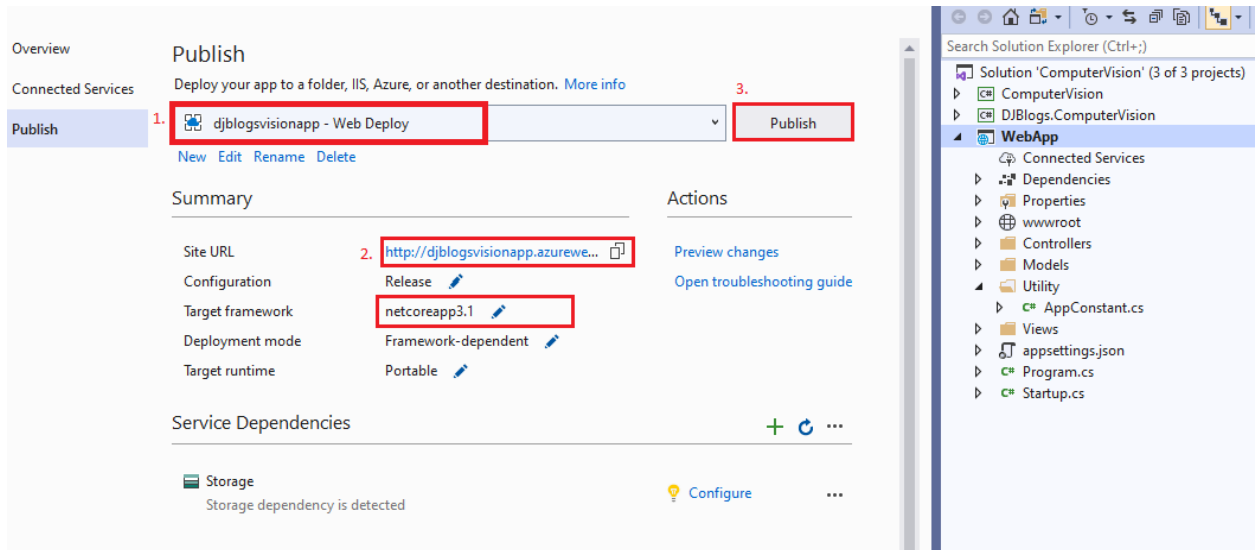 Overview
Connected Services
Publish
Publish
Deploy your app to a folder, IIS, Azure, or another destination. More info
1.
djblogsvisionapp - Web Deploy
3.
Publish
New Edit Rename Delete
Summary
Site URL
2.
http://djblogsvisionapp.azurewe...
Configuration
Release
Target framework
netcoreapp3.1
Deployment mode
Framework-dependent
Target runtime
Portable
Actions
Preview changes
Open troubleshooting guide
Service Dependencies
Storage
Storage dependency is detected
Configure
Search Solution Explorer (Ctrl+;)
Solution 'ComputerVision' (3 of 3 projects)
C# ComputerVision
C# DJBlogs.ComputerVision
WebApp
Connected Services
Dependencies
Properties
wwwroot
Controllers
Models
Utility
C# AppConstant.cs
Views
appsettings.json
C# Program.cs
C# Startup.cs